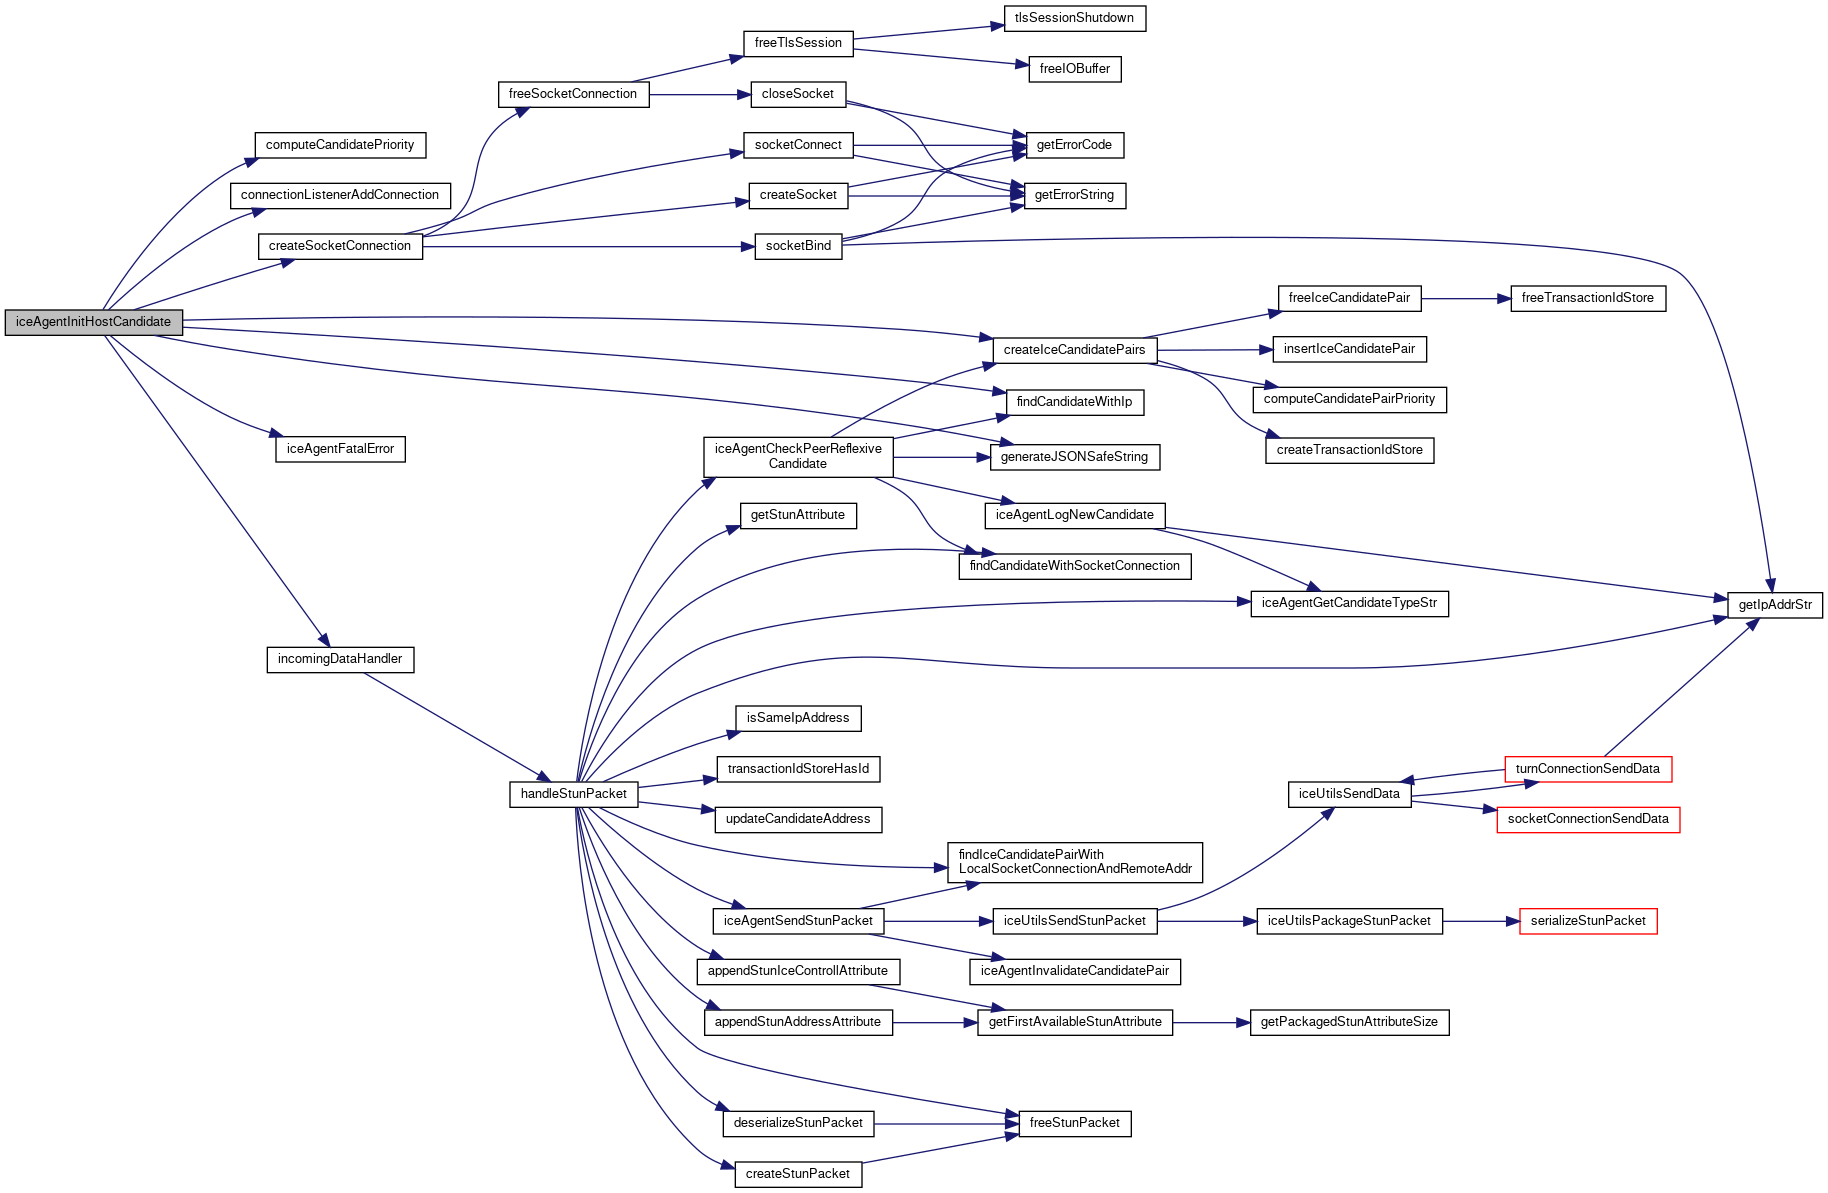 tlsSessionShutdown
freeTlsSession
freeIOBuffer
freeSocketConnection
closeSocket
computeCandidatePriority
socketConnect
getErrorCode
connectionListenerAddConnection
createSocket
getErrorString
createSocketConnection
socketBind
iceAgentInitHostCandidate
freeIceCandidatePair
freeTransactionIdStore
createIceCandidatePairs
insertIceCandidatePair
findCandidateWithIp
computeCandidatePairPriority
iceAgentFatalError
iceAgentCheckPeerReflexive
Candidate
generateJSONSafeString
createTransactionIdStore
getStunAttribute
iceAgentLogNewCandidate
findCandidateWithSocketConnection
iceAgentGetCandidateTypeStr
getIpAddrStr
incomingDataHandler
isSameIpAddress
transactionIdStoreHasId
turnConnectionSendData
handleStunPacket
iceUtilsSendData
updateCandidateAddress
socketConnectionSendData
findIceCandidatePairWith
LocalSocketConnectionAndRemoteAddr
iceAgentSendStunPacket
iceUtilsSendStunPacket
iceUtilsPackageStunPacket
serializeStunPacket
appendStunIceControllAttribute
iceAgentInvalidateCandidatePair
appendStunAddressAttribute
getFirstAvailableStunAttribute
getPackagedStunAttributeSize
deserializeStunPacket
freeStunPacket
createStunPacket